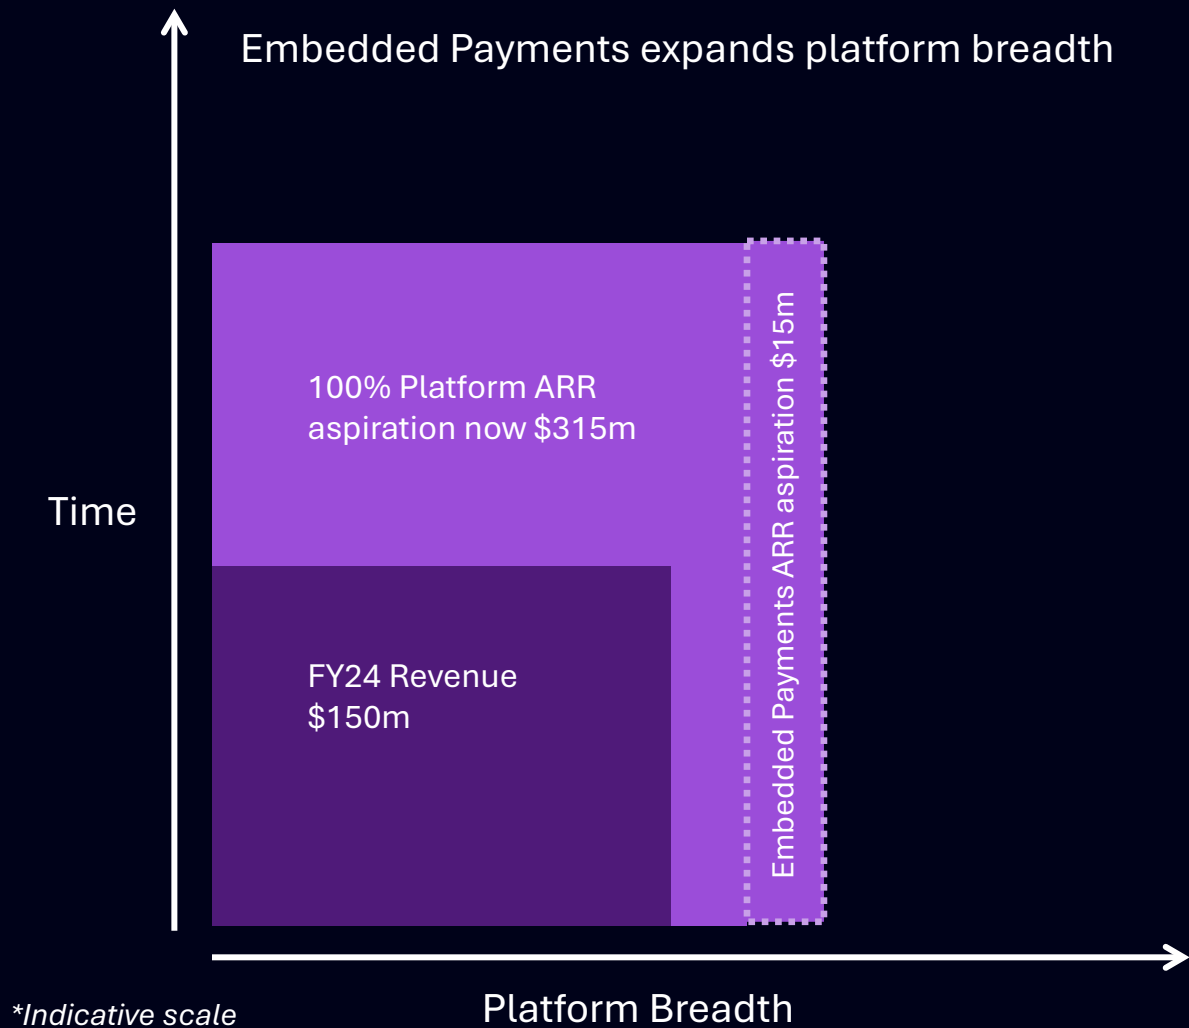 Embedded Payments expands platform breadth
100% Platform ARR
aspiration now $315m
Embedded Payments ARR aspiration $15m
Time
FY24 Revenue
$150m
Platform Breadth
*Indicative scale